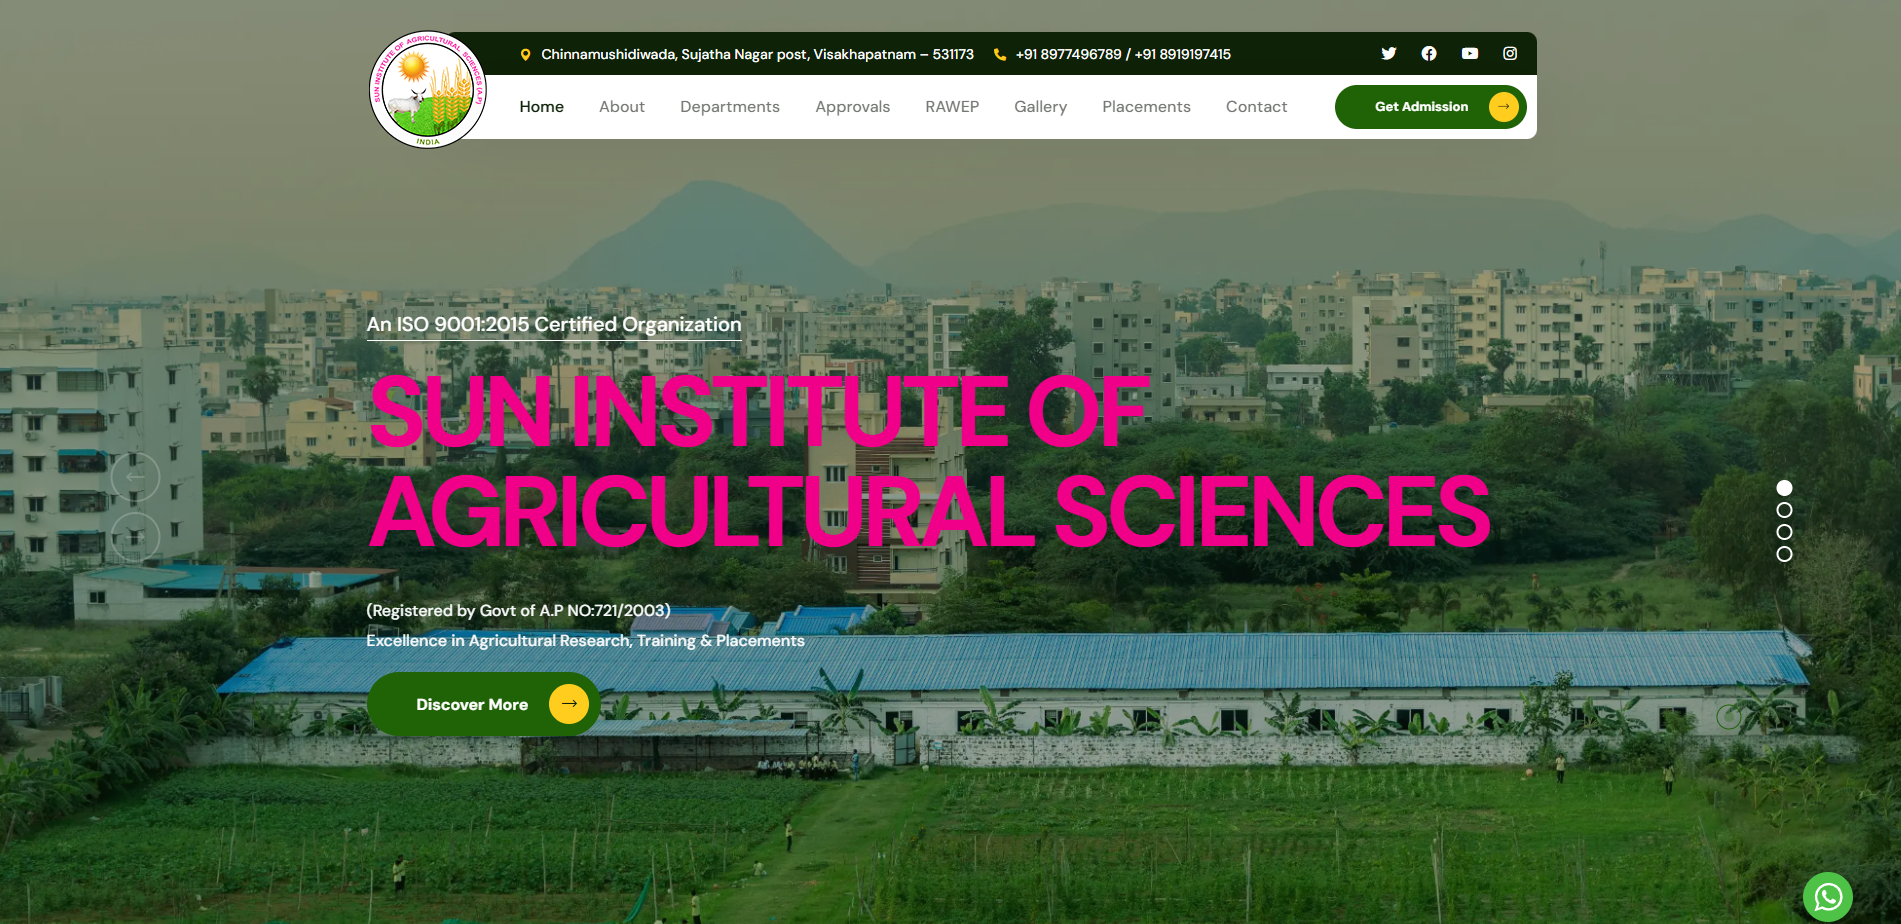 SUN INSTITUTE OF AGRICULTURAL SCIENCES (A.P)
INDIA
Chinnamushidiwada, Sujatha Nagar post, Visakhapatnam – 531173
+91 8977496789 / +91 8919197415
Home
About
Departments
Approvals
RAWEP
Gallery
Placements
Contact
Get Admission
An ISO 9001:2015 Certified Organization
SUN INSTITUTE OF
AGRICULTURAL SCIENCES
(Registered by Govt of A.P NO:721/2003)
Excellence in Agricultural Research, Training & Placements
Discover More